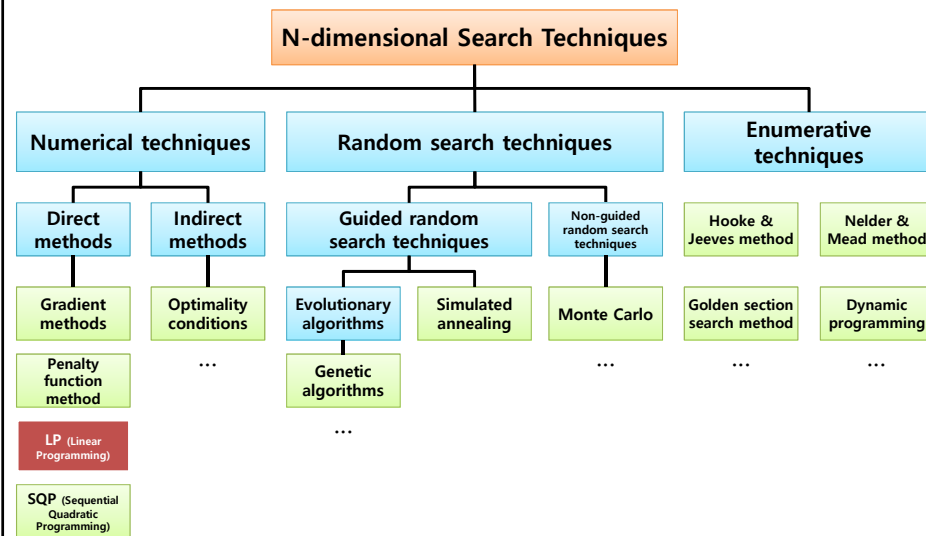 N-dimensional Search Techniques
Numerical techniques
Random search techniques
Enumerative
techniques
Direct
methods
Indirect
methods
Guided random
search techniques
Non-guided
random search
techniques
Hooke &
Jeeves method
Nelder &
Mead method
Gradient
methods
Optimality
conditions
Evolutionary
algorithms
Simulated
annealing
Monte Carlo
Golden section
search method
Dynamic
programming
Penalty
function
method
...
Genetic
algorithms
...
...
...
...
LP (Linear
Programming)
SQP (Sequential
Quadratic
Programming)